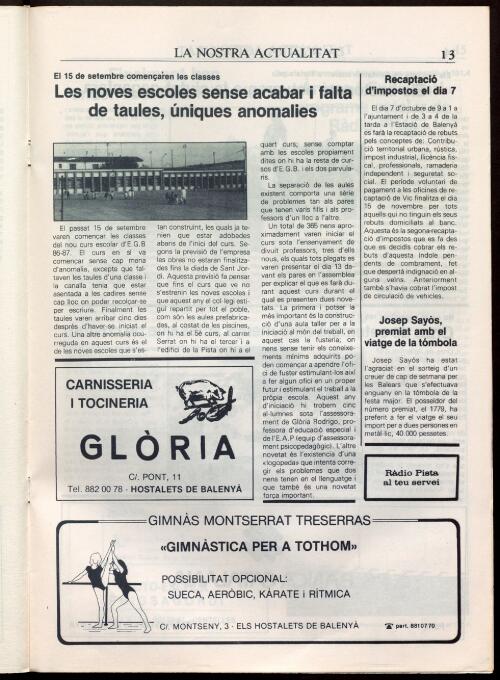 LA NOSTRA ACTUALITAT
13
El 15 de setembre començaren les classes
Les noves escoles sense acabar i falta
de taules, úniques anomalies
El passat 15 de setembre
varen començar les classes
del nou curs escolar d'E.G.B
86-87. El curs en sí va
començar sense cap mena
d'anomalia, excepte que fal-
taven les taules d'una classe i
la canalla tenia que estar
asentada a les cadires sense
cap lloc on poder recolçar-se
per escriure. Finalment les
taules varen arribar cinc dies
desprès d'haver-se iniciat el
curs. Una altre anomalia oco-
rreguda en aquest curs és el
de les noves escoles que s'es-
tan construint, les quals ja te-
nien que estar adobades
abans de l'inici del curs. Se-
gons la previsió de l'empresa
les obres no estaran finalitza-
des fins la diada de Sant Jor-
di. Aquesta previsió fa pensar
que fins el curs que ve no
s'estrenin les noves escoles i
que aquest any el col·legi esti-
gui repartit per tot el poble,
com són les aules prefabrica-
des, al costat de les piscines,
on hi ha el 5è curs, al carrer
Serrat on hi ha el tercer i a
l'edifici de la Pista on hi a el
quart curs; sense comptar
amb les escoles propiament
dites on hi ha la resta de cur-
sos d'E.G.B. i els dos parvula-
ris.
La separació de les aules
existent comporta una sèrie
de problemes tan als pares
que tenen varis fills i als pro-
fessors d'un lloc a l'altre.
Un total de 365 nens apro-
ximadament varen iniciar el
curs sota l'ensenyament de
divuit professors, tres d'ells
nous, els quals tots plegats es
varen presentar el dia 13 da-
vant els pares en l'assemblea
per explicar el que es farà du-
rant aquest curs durant el
qual es presenten dues nove-
tats. La primera i potser la
més important és la construc-
ció d'una aula taller per a la
iniciació al món del treball, en
aquest cas la fusteria; on
nens sense tenir els coneixe-
ments mínims adquirits po-
den començar a apendre l'ofi-
ci de fuster estimulant-los així
a fer algun ofici en un proper
futur i estimulant el treball a la
pròpia escola. Aquest any
d'iniciació hi trobem cinc
al·lumnes sota l'assessora-
ment de Glòria Rodrigo, pro-
fessora d'educació especial i
de l'E.A.P (equip d'assessora-
ment psicopedagògic). L'altre
novetat és l'existencia d'una
«logopeda» que intenta corre-
gir els problemes que dos
nens tenen en el llenguatge i
que també és una novetat
força important.
Recaptació
d'impostos el dia 7
El dia 7 d'octubre de 9 a 1 a
l'ajuntament i de 3 a 4 de la
tarda a l'Estació de Balenyà
es farà la recaptació de rebuts
pels conceptes de: Contribu-
ció territorial urbana, rústica,
impost industrial, llicència fis-
cal, professionals, ramaderia
independent i seguretat so-
cial. El període voluntari de
pagament a les oficines de re-
captació de Vic finalitza el dia
15 de novembre per tots
aquells qui no tinguin els seus
rebuts domiciliats al banc.
Aquesta és la segona-recapta-
ció d'impostos que es fa des
que es decidís cobrar els re-
buts d'aquesta índole pen-
dents de cobrament, fet
que despertà indignació en al-
guns veïns. Anteriorment
també s'havia cobrat l'impost
de circulació de vehicles.
Josep Sayós,
premiat amb el
viatge de la tómbola
Josep Sayós ha estat
l'agraciat en el sorteig d'un
creuer de cap de setmana per
les Balears que s'efectuava
enguany en la tómbola de la
festa major. El posseïdor del
número premiat, el 1779, ha
preferit a fer el viatge el seu
import per a dues persones en
metàl·lic, 40.000 pessetes.
Ràdio Pista
al teu servei
CARNISSERIA
I TOCINERIA
GLÒRIA
C/. PONT, 11
Tel. 882 00 78 · HOSTALETS DE BALENYÀ
GIMNÀS MONTSERRAT TRESERRAS
«GIMNÀSTICA PER A TOTHOM»
POSSIBILITAT OPCIONAL:
SUECA, AERÒBIC, KÀRATE i RÍTMICA
C/. MONTSENY, 3 · ELS HOSTALETS DE BALENYÀ
☎ part. 8810770